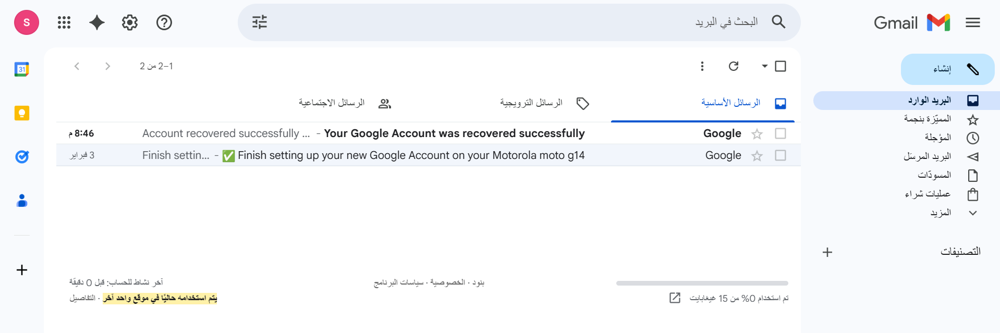 Gmail
البحث في البريد
S
إنشاء
البريد الوارد
المميّزة بنجمة
المؤجلة
البريد المرسَل
المسودّات
عمليات شراء
المزيد
التصنيفات
1–2 من 2
الرسائل الأساسية
الرسائل الترويجية
الرسائل الاجتماعية
Google
Your Google Account was recovered successfully - Account recovered successfully ...
8:46 م
Google
✅ Finish setting up your new Google Account on your Motorola moto g14 - Finish settin...
3 فبراير
تم استخدام 0% من 15 غيغابايت
بنود · الخصوصية · سياسات البرنامج
آخر نشاط للحساب: قبل 0 دقيقة
يتم استخدامه حاليًا في موقع واحد آخر · التفاصيل
31